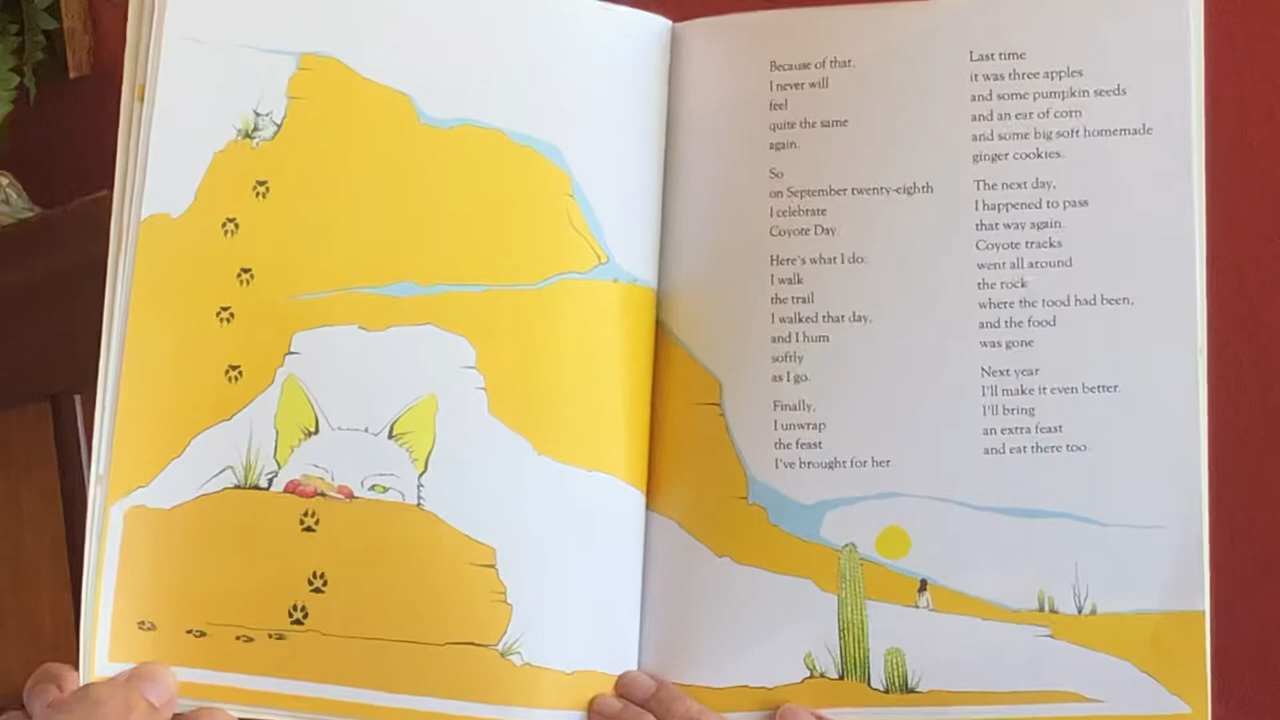 Because of that,
I never will
feel
quite the same
again.
So
on September twenty-eighth
I celebrate
Coyote Day.
Here's what I do:
I walk
the trail
I walked that day,
and I hum
softly
as I go.
Finally,
I unwrap
the feast
I've brought for her.
Last time
it was three apples
and some pumpkin seeds
and an ear of corn
and some big soft homemade
ginger cookies.
The next day,
I happened to pass
that way again.
Coyote tracks
went all around
the rock
where the food had been,
and the food
was gone.
Next year
I'll make it even better.
I'll bring
an extra feast
and eat there too.